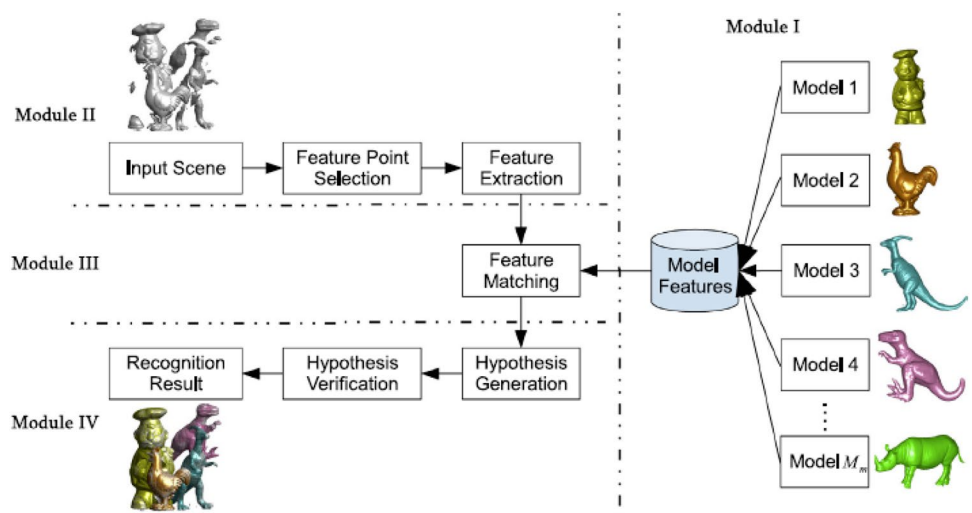 Module I
Model 1
Module II
Input Scene
Feature Point
Selection
Feature
Extraction
Model 2
Module III
Feature
Matching
Model
Features
Model 3
Recognition
Result
Hypothesis
Verification
Hypothesis
Generation
Model 4
Module IV
Model M_m